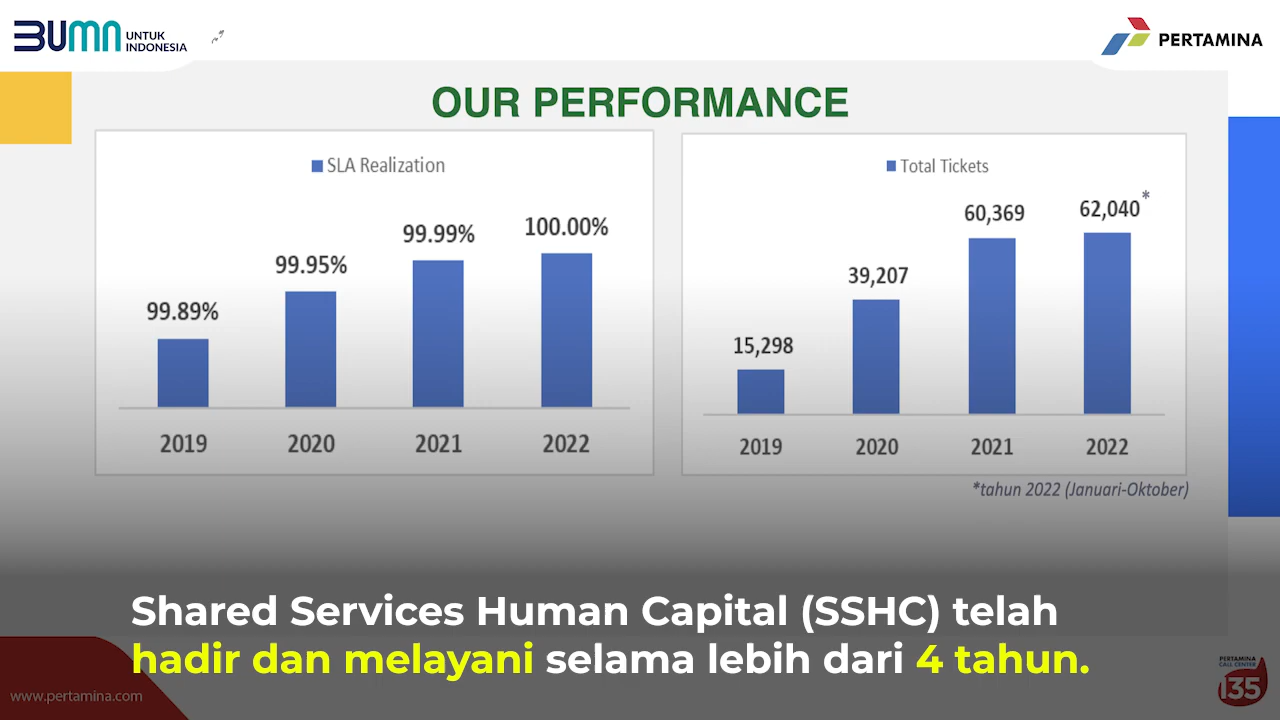 BUMN UNTUK
INDONESIA
PERTAMINA
OUR PERFORMANCE
SLA Realization
99.89%
99.95%
99.99%
100.00%
2019 2020 2021 2022
Total Tickets
15,298
39,207
60,369
62,040*
2019 2020 2021 2022
*tahun 2022 (Januari-Oktober)
Shared Services Human Capital (SSHC) telah
hadir dan melayani selama lebih dari 4 tahun.
www.pertamina.com
PERTAMINA
CALL CENTER
135